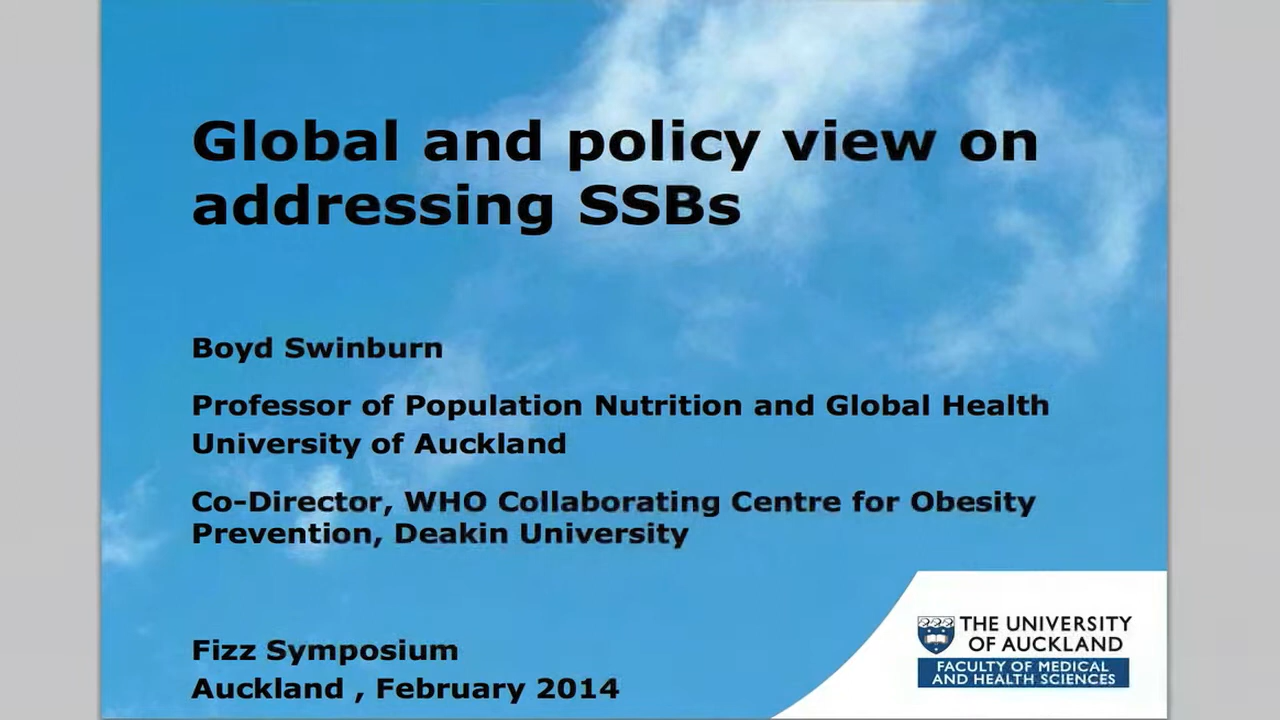 Global and policy view on
addressing SSBs
Boyd Swinburn
Professor of Population Nutrition and Global Health
University of Auckland
Co-Director, WHO Collaborating Centre for Obesity
Prevention, Deakin University
Fizz Symposium
Auckland , February 2014
THE UNIVERSITY
OF AUCKLAND
FACULTY OF MEDICAL
AND HEALTH SCIENCES